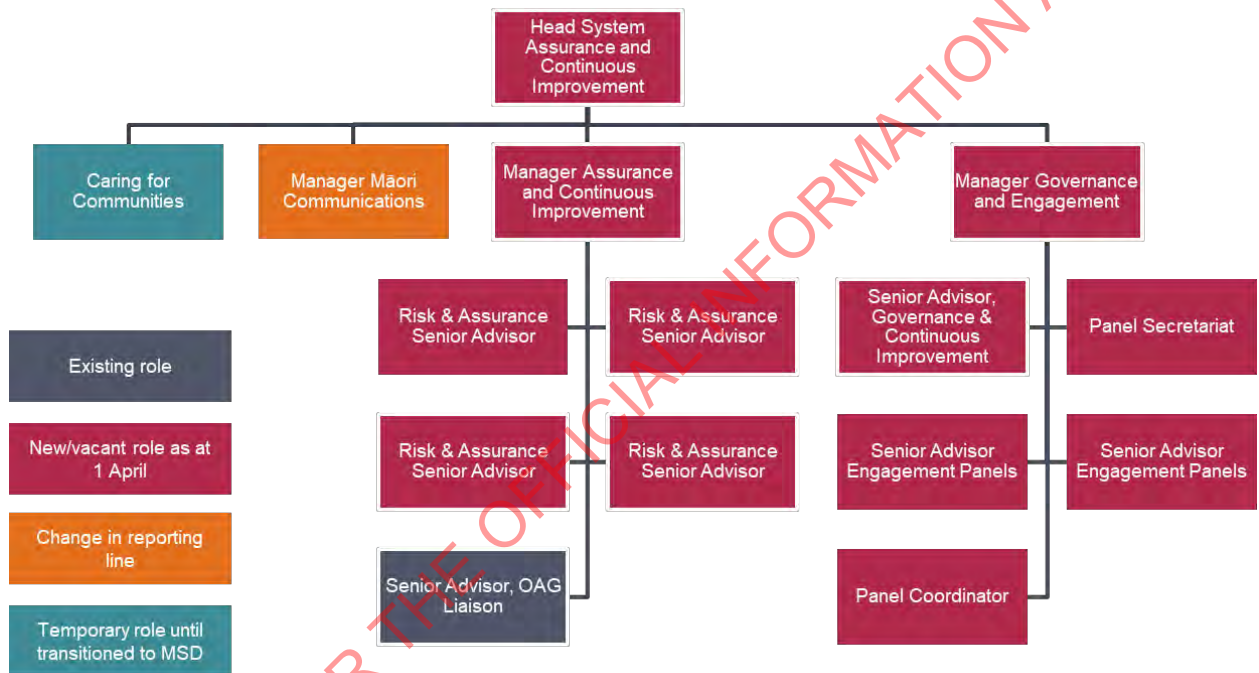 Head System
Assurance and
Continuous
Improvement
Caring for
Communities
Manager Māori
Communications
Manager Assurance
and Continuous
Improvement
Manager Governance
and Engagement
Risk & Assurance
Senior Advisor
Risk & Assurance
Senior Advisor
Senior Advisor,
Governance &
Continuous
Improvement
Panel Secretariat
Risk & Assurance
Senior Advisor
Risk & Assurance
Senior Advisor
Senior Advisor
Engagement Panels
Senior Advisor
Engagement Panels
Senior Advisor, OAG
Liaison
Panel Coordinator
Existing role
New/vacant role as at
1 April
Change in reporting
line
Temporary role until
transitioned to MSD
R THE OFFICIAL INFORMATION A